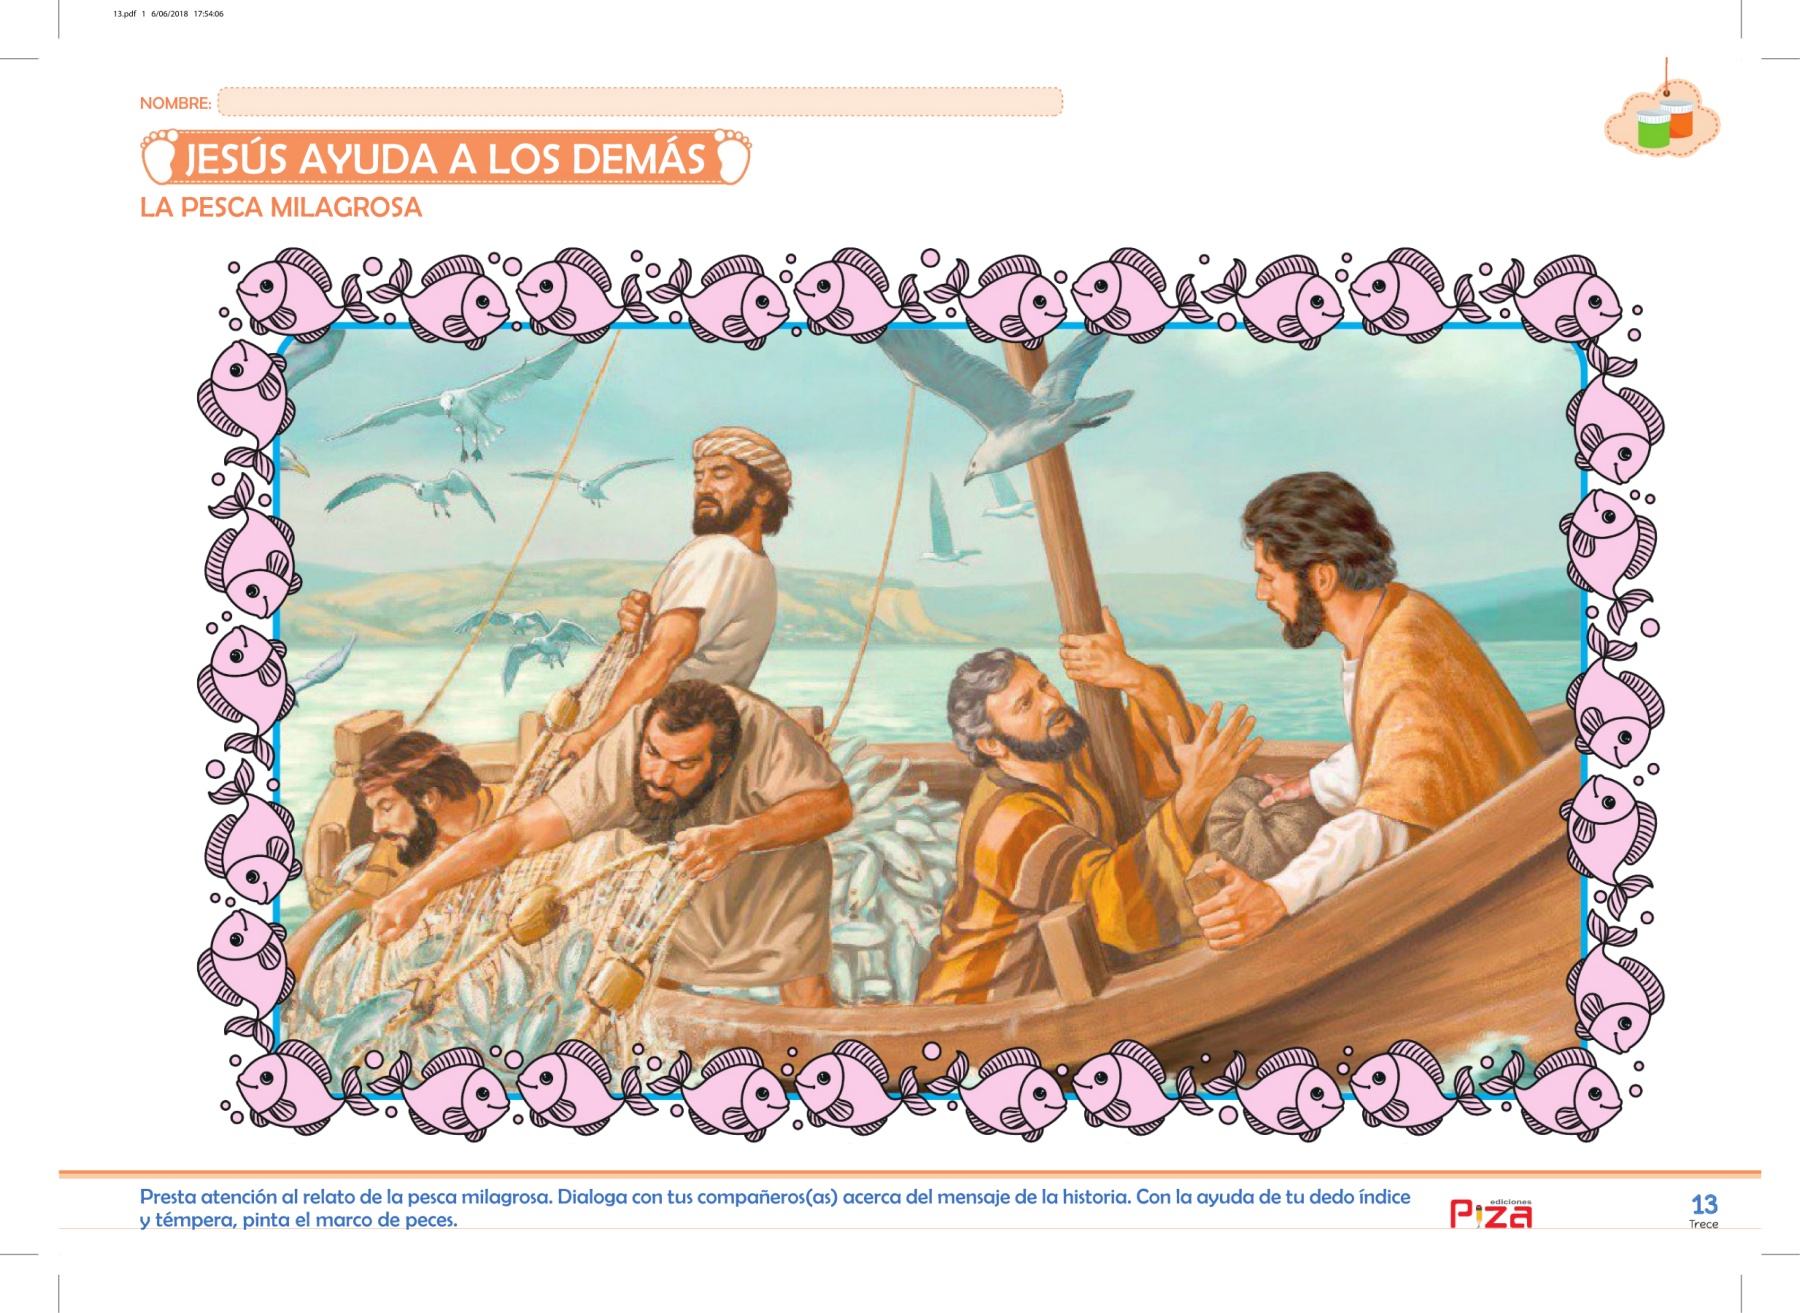 13.pdf 1 6/06/2018 17:54:06
NOMBRE:
JESÚS AYUDA A LOS DEMÁS
LA PESCA MILAGROSA
Presta atención al relato de la pesca milagrosa. Dialoga con tus compañeros(as) acerca del mensaje de la historia. Con la ayuda de tu dedo índice
y témpera, pinta el marco de peces.
ediciones
Piza
13
Trece